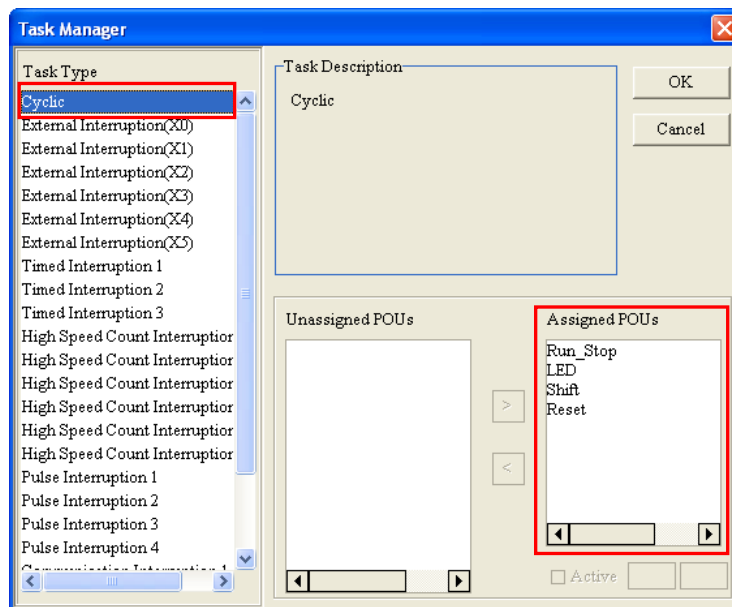 Task Manager
Task Type
Cyclic
External Interruption(X0)
External Interruption(X1)
External Interruption(X2)
External Interruption(X3)
External Interruption(X4)
External Interruption(X5)
Timed Interruption 1
Timed Interruption 2
Timed Interruption 3
High Speed Count Interruption
High Speed Count Interruption
High Speed Count Interruption
High Speed Count Interruption
High Speed Count Interruption
High Speed Count Interruption
Pulse Interruption 1
Pulse Interruption 2
Pulse Interruption 3
Pulse Interruption 4
Communication Interruption 1
Task Description
Cyclic
OK
Cancel
Unassigned POUs
>
<
Assigned POUs
Run_Stop
LED
Shift
Reset
Active